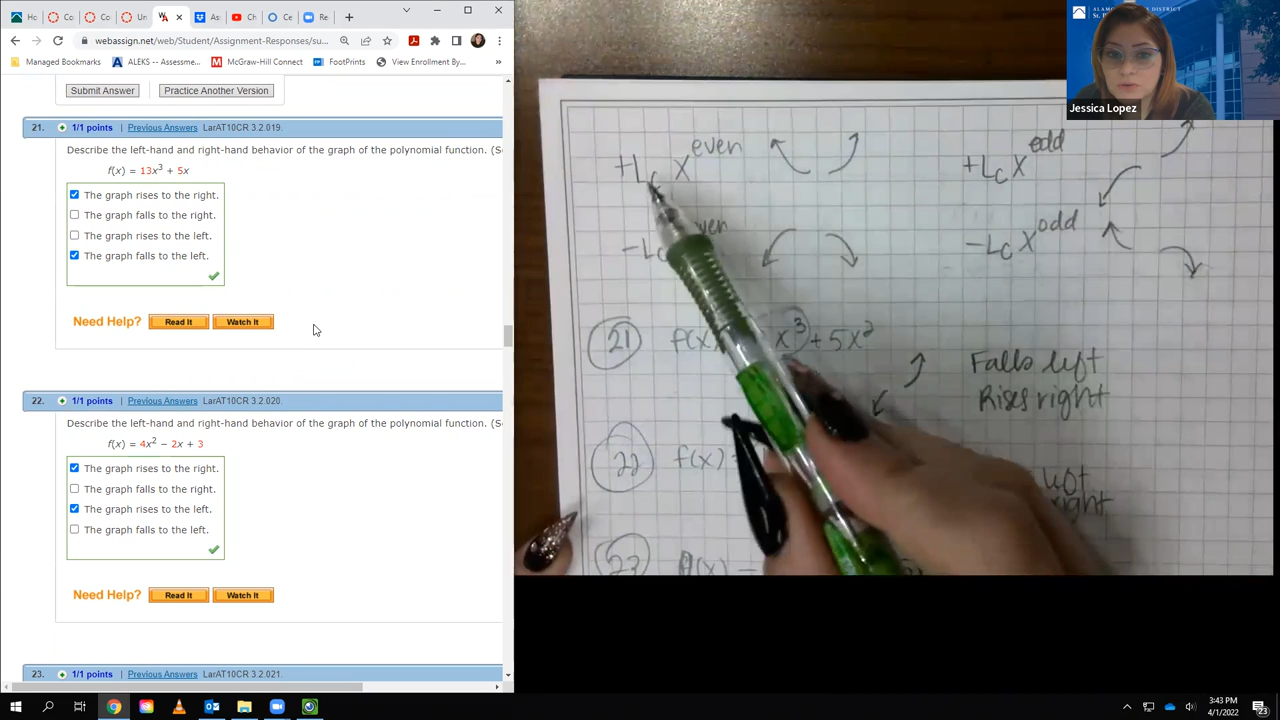 webassign.net/web/Student/Assignment-Responses/su...
Managed Bookmarks
ALEKS -- Assessme...
McGraw-Hill Connect
FootPrints
View Enrollment By...
Submit Answer
Practice Another Version
21. 1/1 points | Previous Answers LarAT10CR 3.2.019.
Describe the left-hand and right-hand behavior of the graph of the polynomial function. (S
f(x) = 13x³ + 5x
The graph rises to the right.
The graph falls to the right.
The graph rises to the left.
The graph falls to the left.
Need Help? Read It Watch It
22. 1/1 points | Previous Answers LarAT10CR 3.2.020.
Describe the left-hand and right-hand behavior of the graph of the polynomial function. (S
f(x) = 4x² − 2x + 3
The graph rises to the right.
The graph falls to the right.
The graph rises to the left.
The graph falls to the left.
Need Help? Read It Watch It
23. 1/1 points | Previous Answers LarAT10CR 3.2.021.
+Lc x even
+Lc x odd
−Lc
−Lc x odd
21 f(x) x³ + 5x²
Falls left
Rises right
22 f(x) =
23
Jessica Lopez
3:43 PM
4/1/2022
23